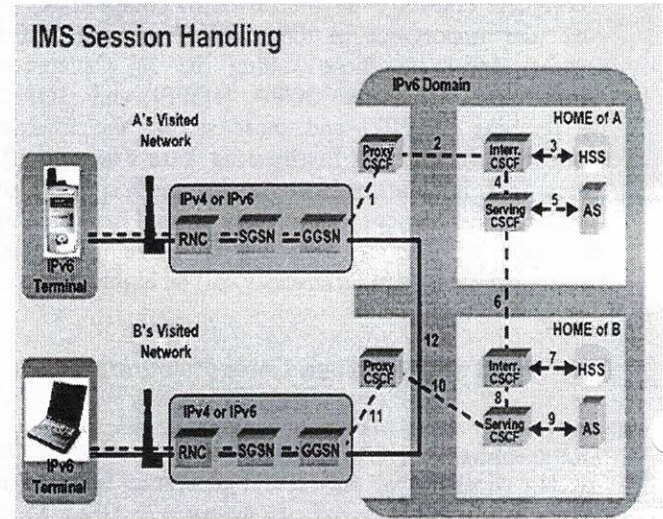 IMS Session Handling
IPv6 Domain
A's Visited
Network
HOME of A
Proxy
CSCF
2
Interr.
CSCF
3
HSS
IPv4 or IPv6
1
4
Serving
CSCF
5
AS
RNC
SGSN
GGSN
IPv6
Terminal
6
B's Visited
Network
12
HOME of B
Proxy
CSCF
10
Interr.
CSCF
7
HSS
IPv4 or IPv6
11
8
Serving
CSCF
9
AS
RNC
SGSN
GGSN
IPv6
Terminal